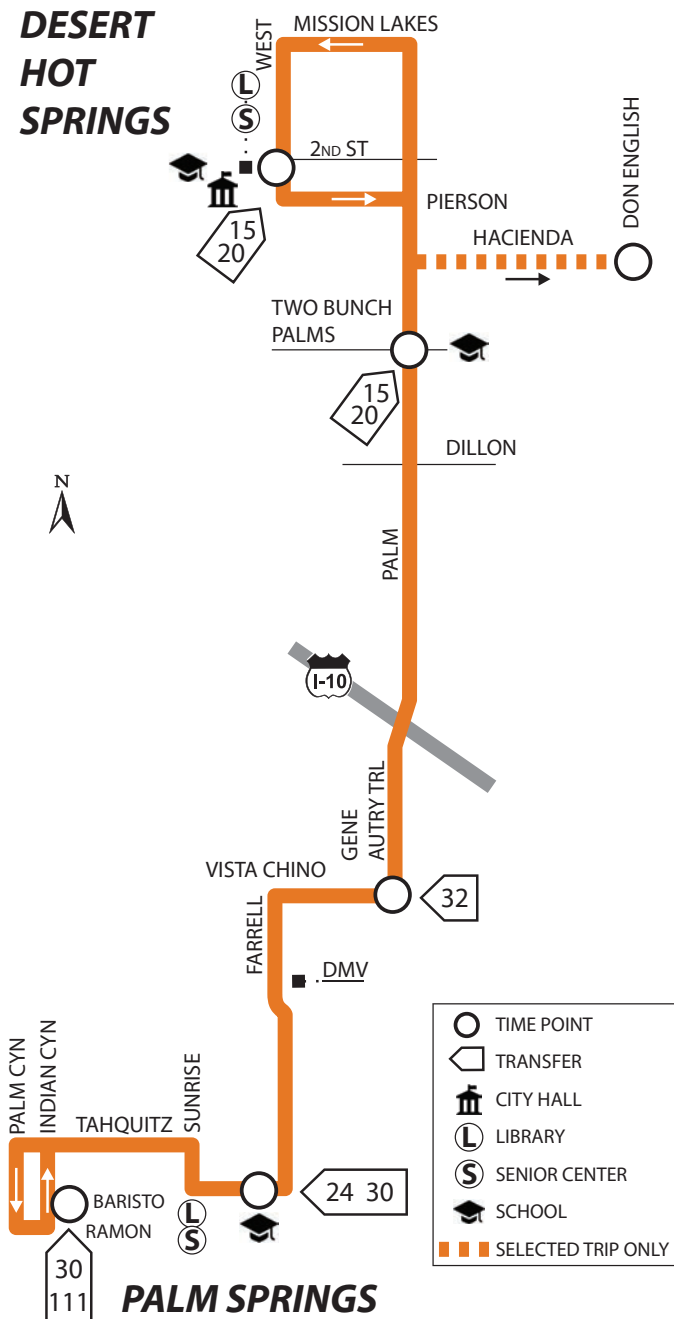 DESERT
HOT
SPRINGS
MISSION LAKES
WEST
L
S
2ND ST
15
20
PIERSON
DON ENGLISH
HACIENDA
TWO BUNCH
PALMS
15
20
DILLON
N
PALM
I-10
GENE
AUTRY TRL
VISTA CHINO
32
FARRELL
DMV
PALM CYN
INDIAN CYN
TAHQUITZ
SUNRISE
24 30
BARISTO
RAMON
L
S
30
111
PALM SPRINGS
TIME POINT
TRANSFER
CITY HALL
L LIBRARY
S SENIOR CENTER
SCHOOL
SELECTED TRIP ONLY